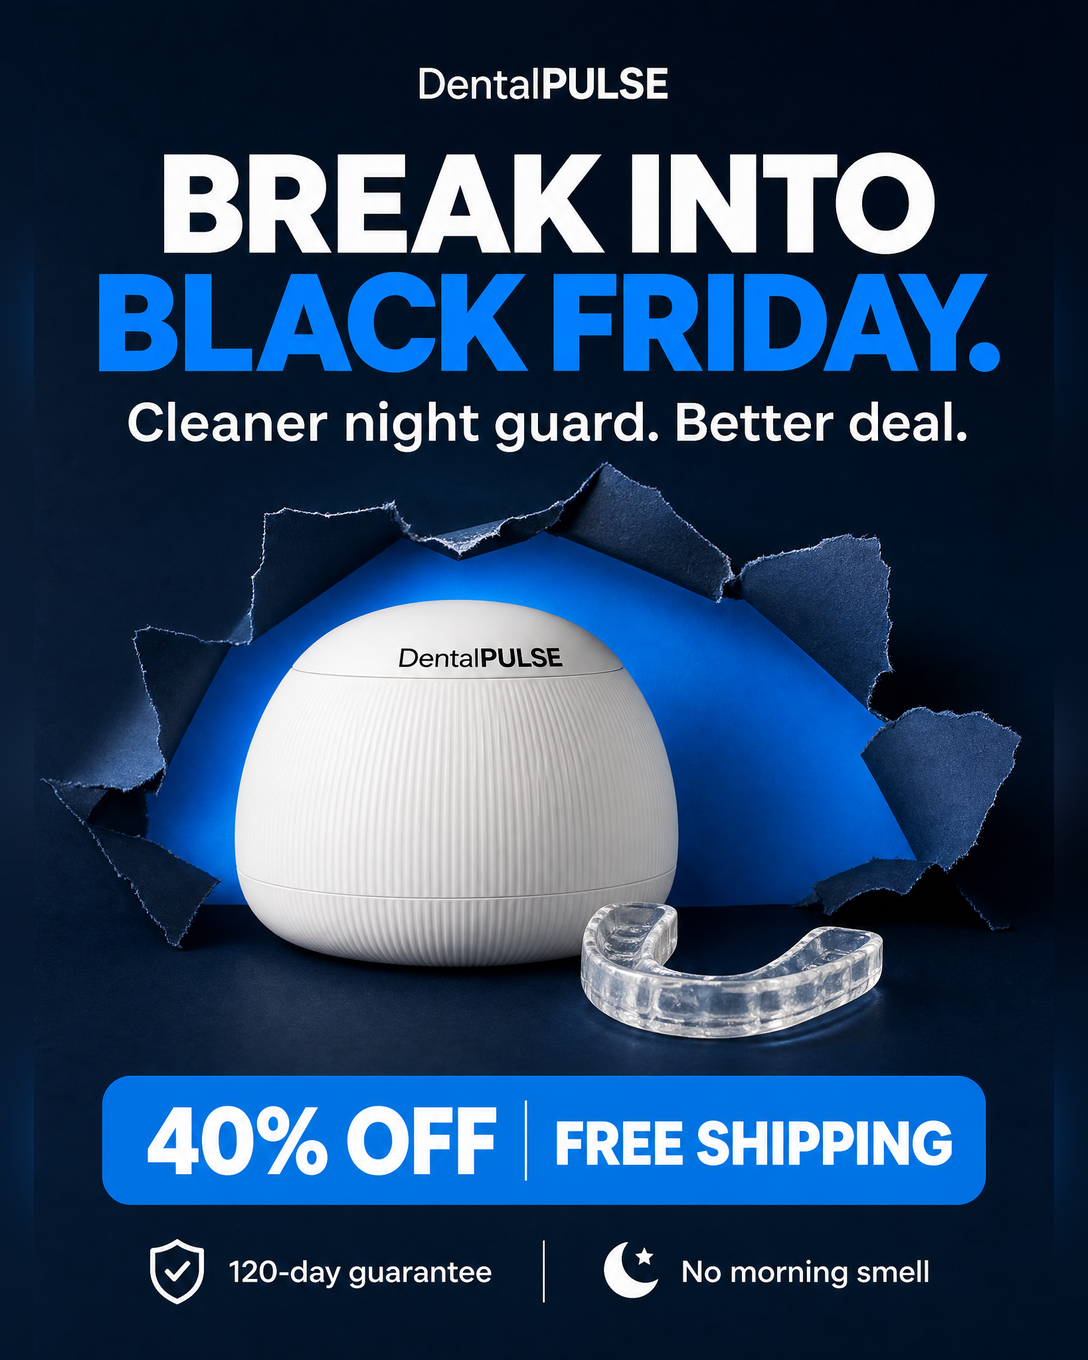 DentalPULSE
BREAK INTO
BLACK FRIDAY.
Cleaner night guard. Better deal.
DentalPULSE
40% OFF
FREE SHIPPING
120-day guarantee
No morning smell